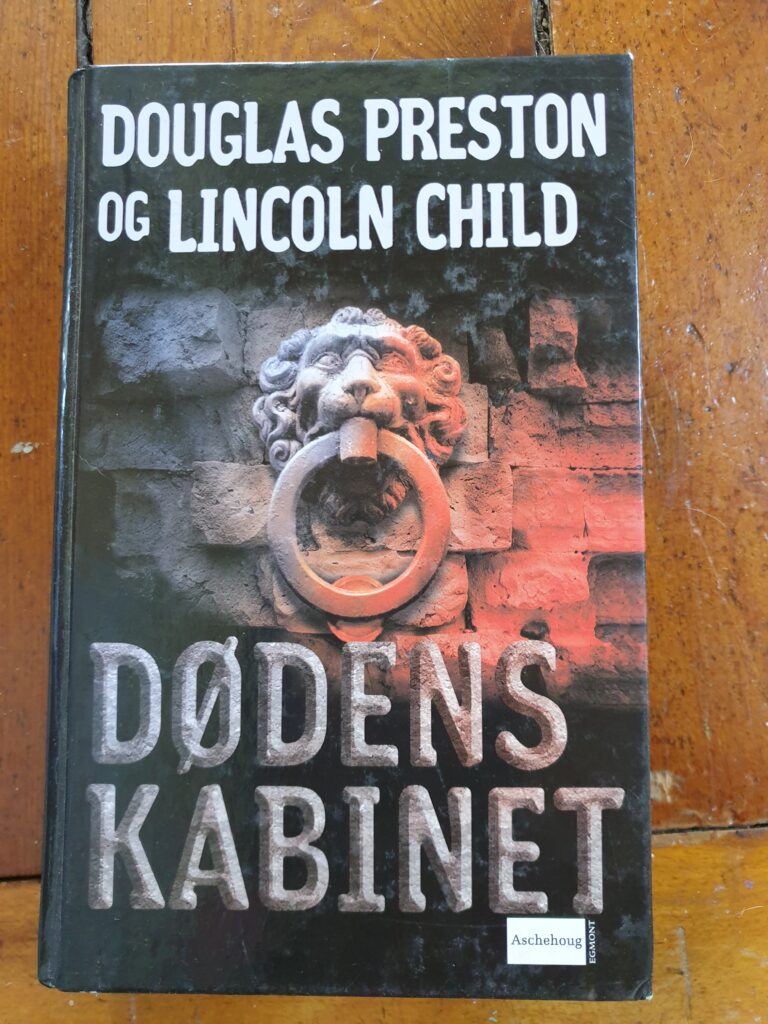 DOUGLAS PRESTON
OG LINCOLN CHILD
DØDENS
KABINET
Aschehoug
EGMONT